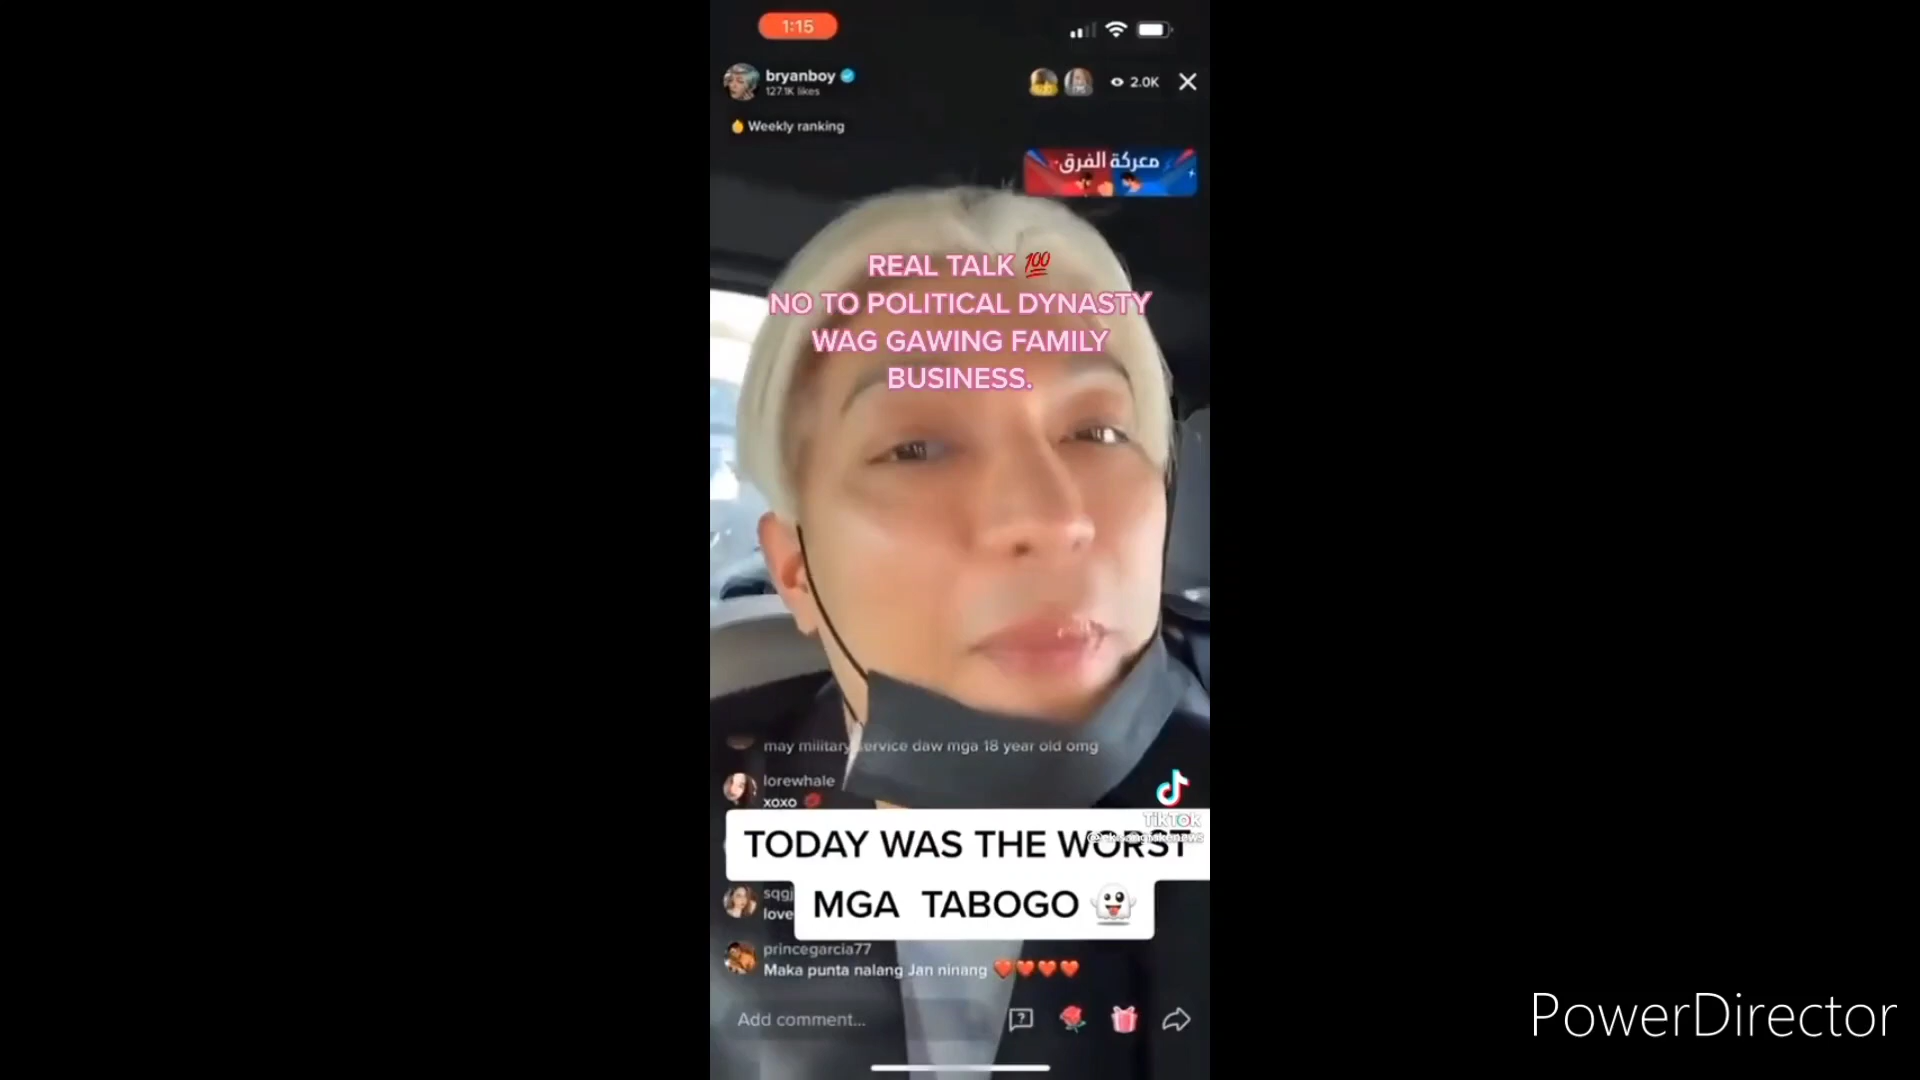 1:15
bryanboy
127.1K likes
2.0K
Weekly ranking
معركة الفرق
REAL TALK 💯
NO TO POLITICAL DYNASTY
WAG GAWING FAMILY
BUSINESS.
may military service daw mga 18 year old omg
lorewhale
xoxo 💋
TikTok
TODAY WAS THE WORST
MGA TABOGO 👻
sqgj
love
princegarcia77
Maka punta nalang Jan ninang ❤️❤️❤️❤️
Add comment...
PowerDirector